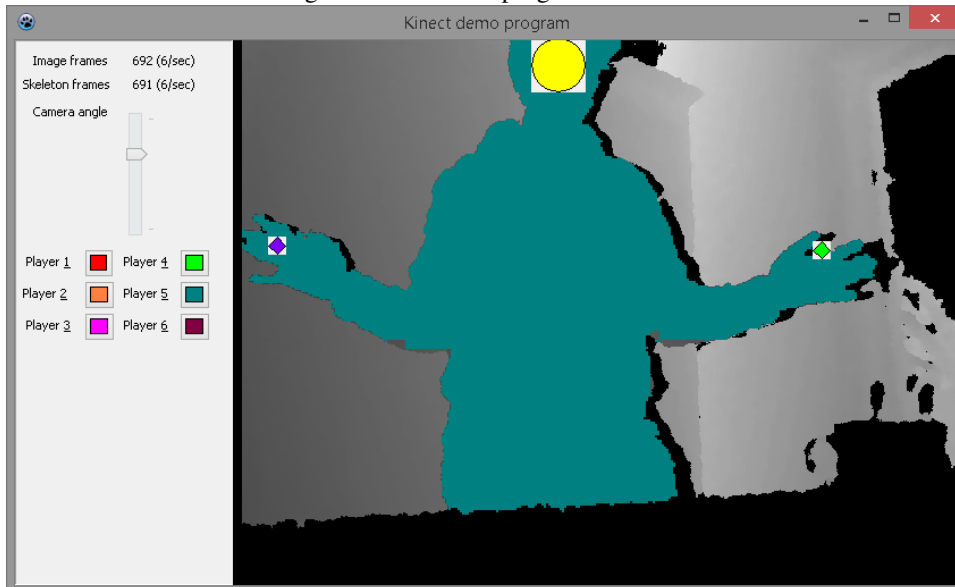 Kinect demo program
Image frames 692 (6/sec)
Skeleton frames 691 (6/sec)
Camera angle
Player 1 Player 4
Player 2 Player 5
Player 3 Player 6